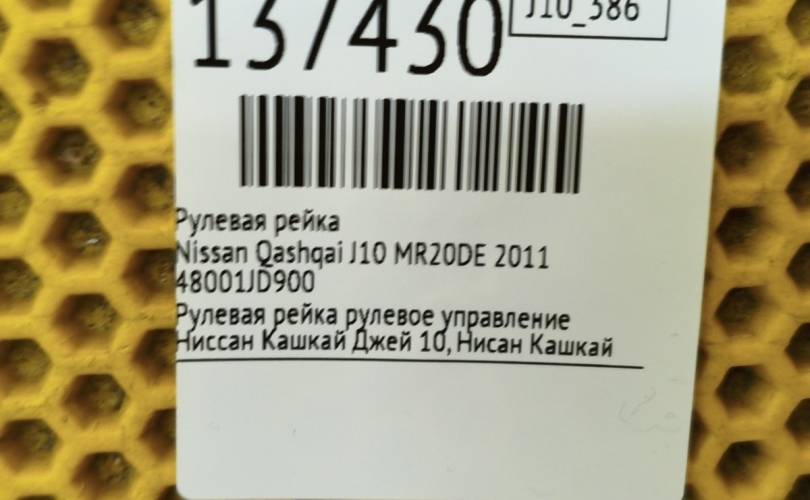 137430
J10_386
Рулевая рейка
Nissan Qashqai J10 MR20DE 2011
48001JD900
Рулевая рейка рулевое управление
Ниссан Кашкай Джей 10, Нисан Кашкай